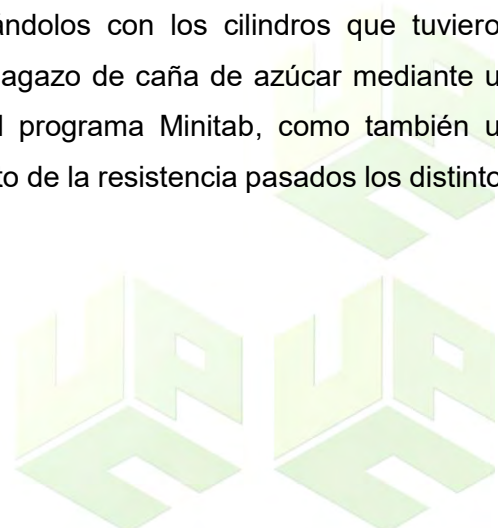 ándolos con los cilindros que tuviero
agazo de caña de azúcar mediante u
l programa Minitab, como también u
to de la resistencia pasados los distinto